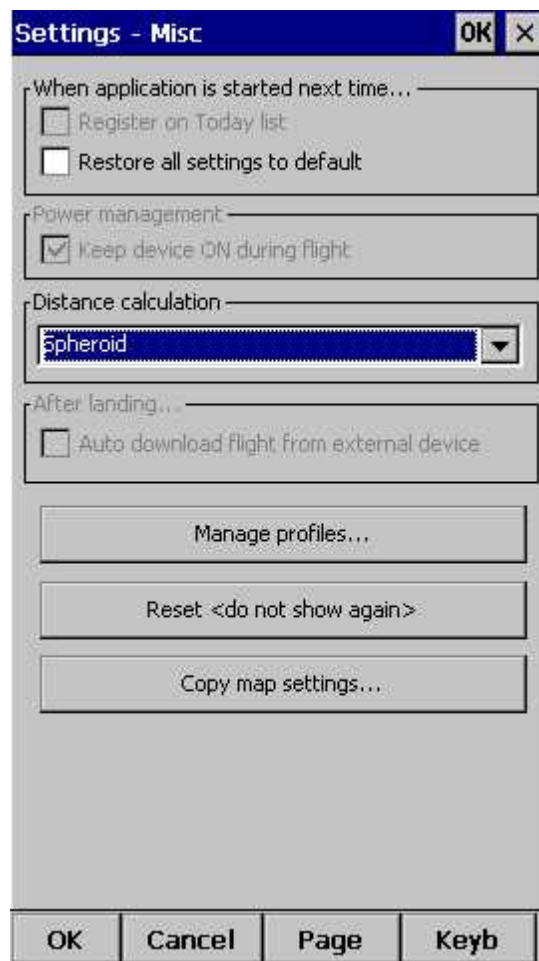 Settings - Misc OK
When application is started next time...
Register on Today list
Restore all settings to default
Power management
Keep device ON during flight
Distance calculation
Spheroid
After landing...
Auto download flight from external device
Manage profiles...
Reset <do not show again>
Copy map settings...
OK Cancel Page Keyb